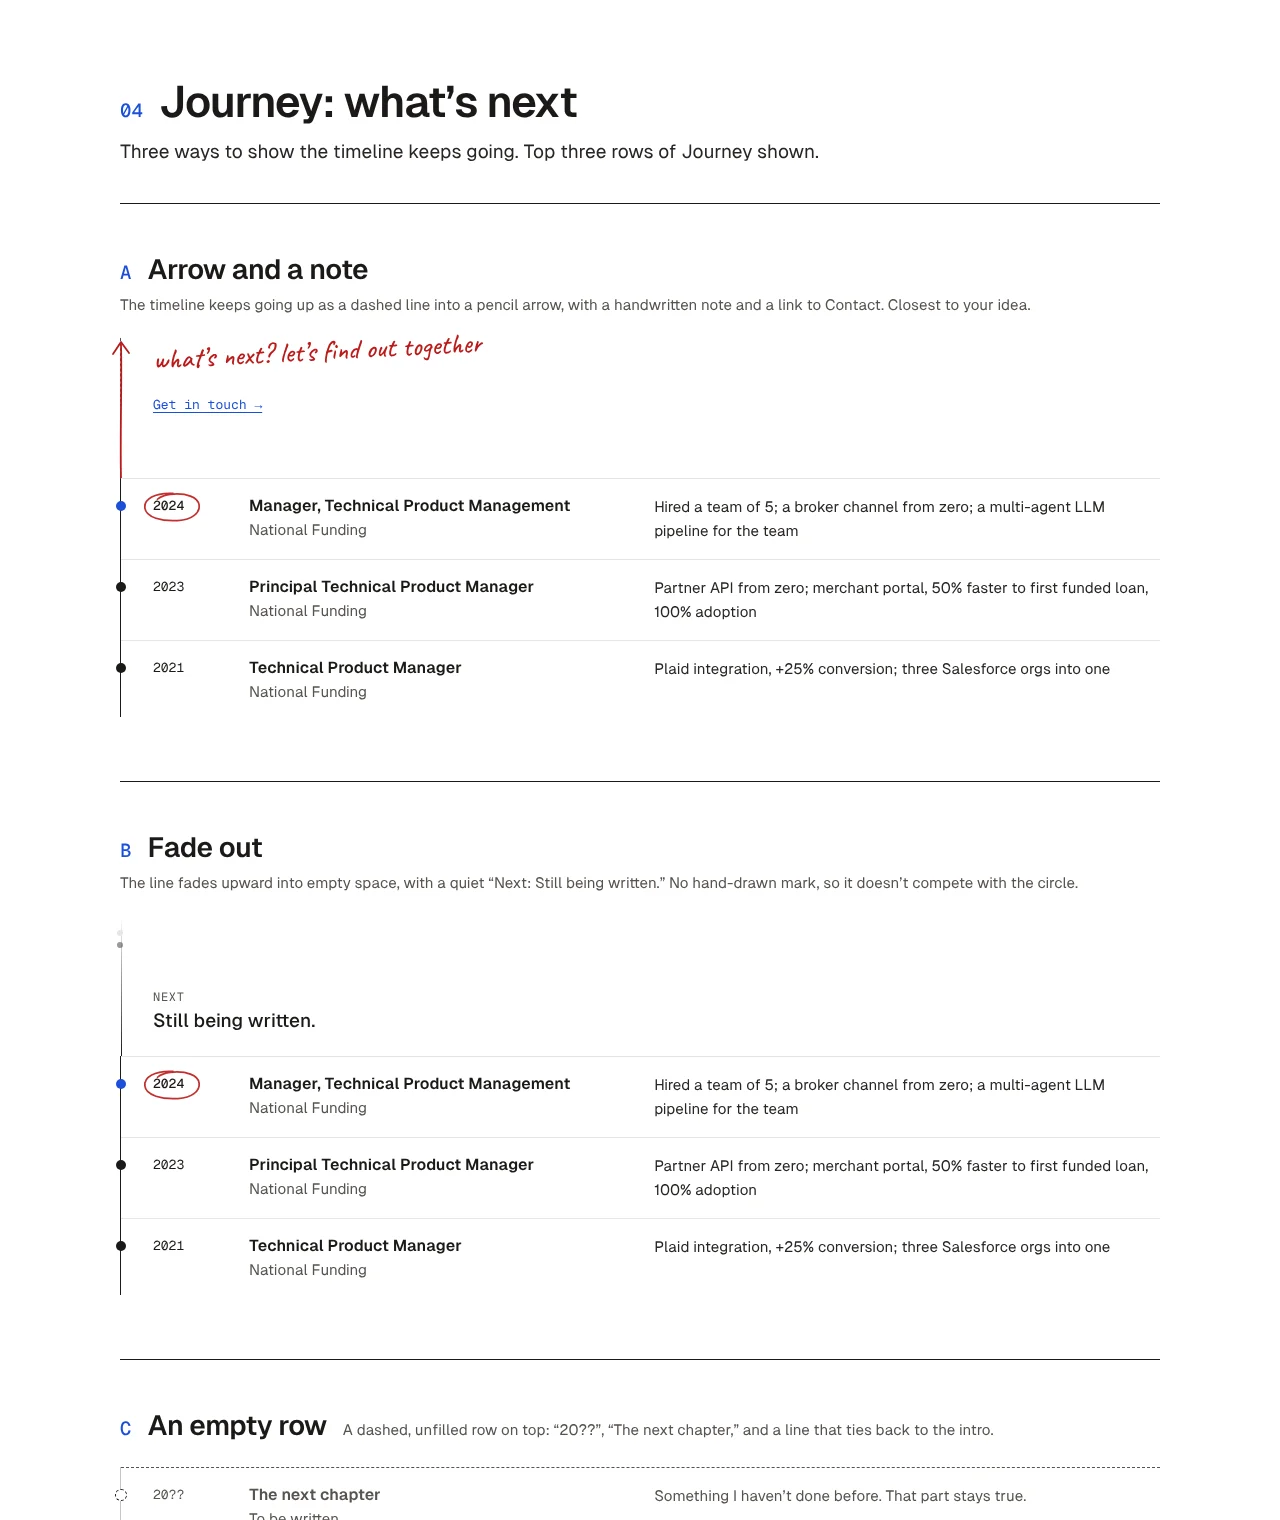 04 Journey: what’s next
Three ways to show the timeline keeps going. Top three rows of Journey shown.
A Arrow and a note
The timeline keeps going up as a dashed line into a pencil arrow, with a handwritten note and a link to Contact. Closest to your idea.
what’s next? let’s find out together
Get in touch →
2024 Manager, Technical Product Management Hired a team of 5; a broker channel from zero; a multi-agent LLM
National Funding pipeline for the team
2023 Principal Technical Product Manager Partner API from zero; merchant portal, 50% faster to first funded loan,
National Funding 100% adoption
2021 Technical Product Manager Plaid integration, +25% conversion; three Salesforce orgs into one
National Funding
B Fade out
The line fades upward into empty space, with a quiet “Next: Still being written.” No hand-drawn mark, so it doesn’t compete with the circle.
NEXT
Still being written.
2024 Manager, Technical Product Management Hired a team of 5; a broker channel from zero; a multi-agent LLM
National Funding pipeline for the team
2023 Principal Technical Product Manager Partner API from zero; merchant portal, 50% faster to first funded loan,
National Funding 100% adoption
2021 Technical Product Manager Plaid integration, +25% conversion; three Salesforce orgs into one
National Funding
C An empty row A dashed, unfilled row on top: “20??”, “The next chapter,” and a line that ties back to the intro.
20?? The next chapter Something I haven’t done before. That part stays true.
To be written